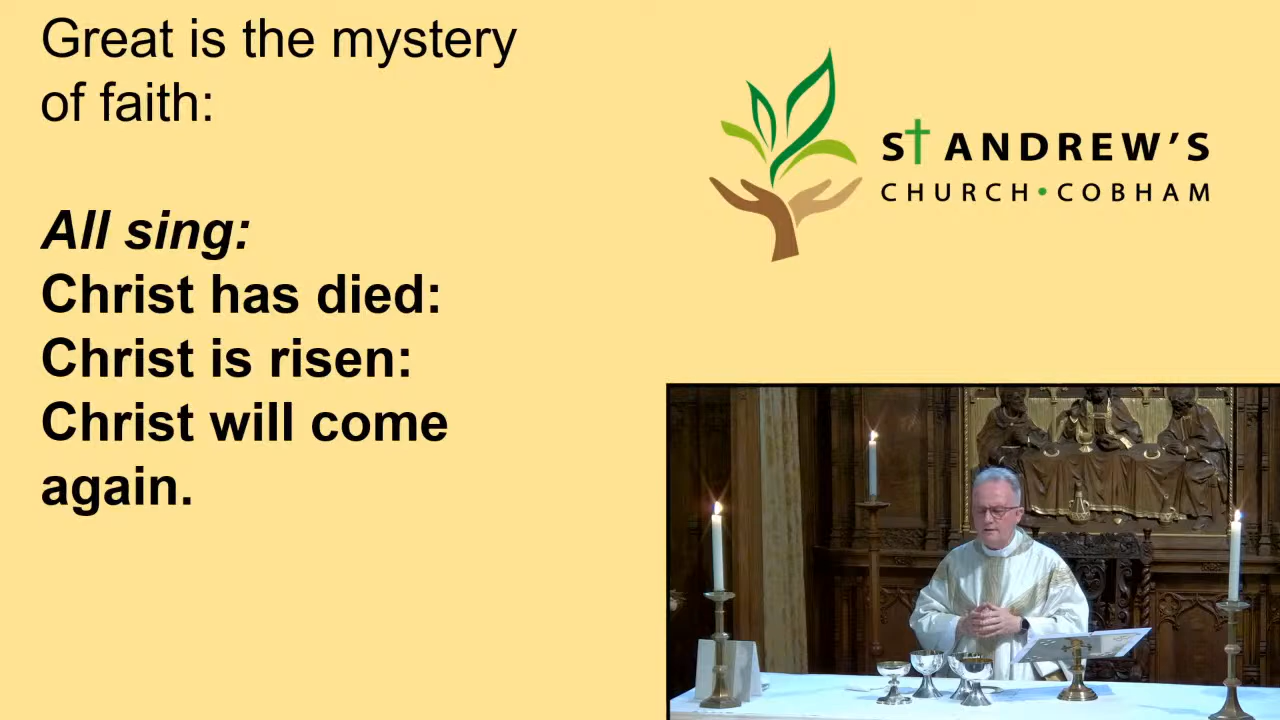 Great is the mystery
of faith:
All sing:
Christ has died:
Christ is risen:
Christ will come
again.
St ANDREW'S
CHURCH•COBHAM